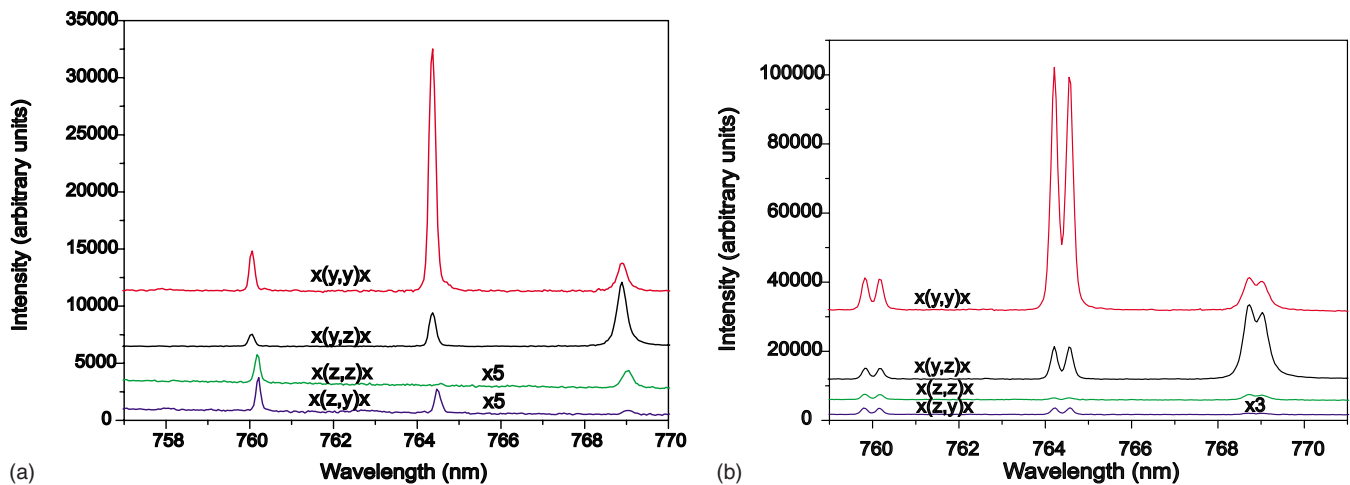 35000
30000
25000
20000
15000
10000
5000
0
Intensity (arbitrary units)
x(y,y)x
x(y,z)x
x(z,z)x
x5
x(z,y)x
x5
758
760
762
764
765
768
770
Wavelength (nm)
(a)
100000
80000
60000
40000
20000
0
Intensity (arbitrary units)
x(y,y)x
x(y,z)x
x(z,z)x
x(z,y)x
x3
760
762
764
766
768
770
Wavelength (nm)
(b)